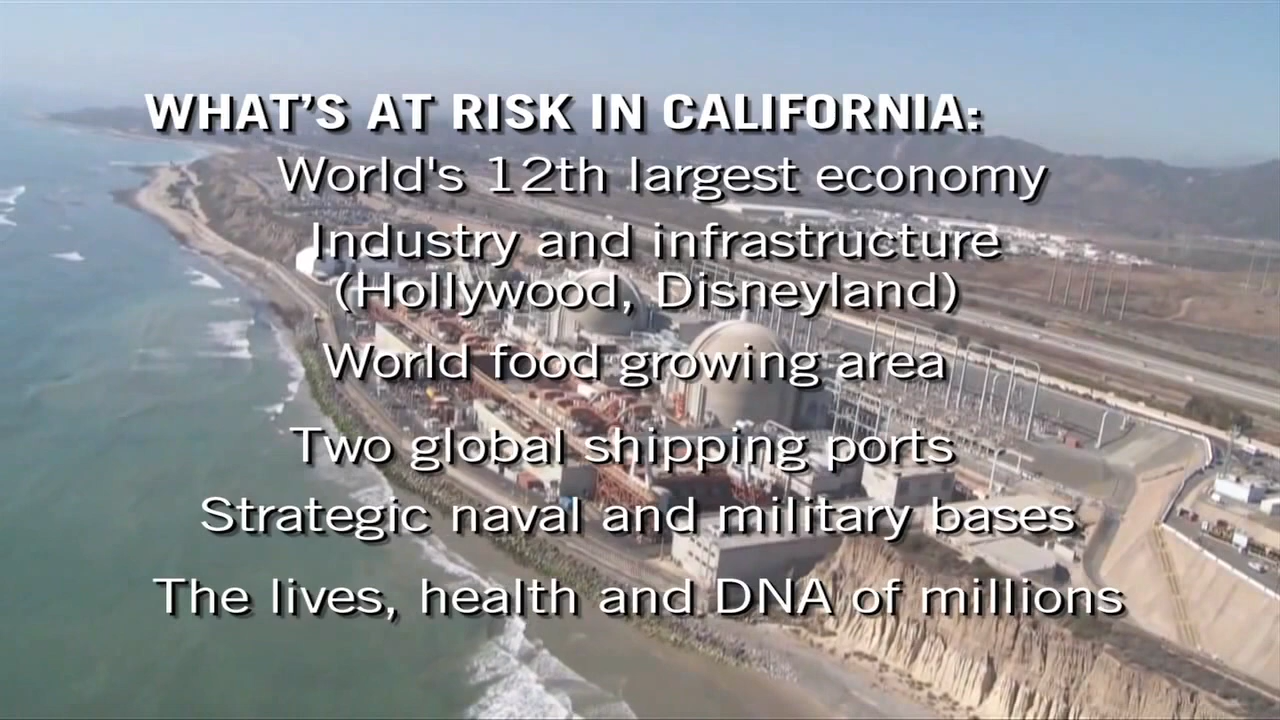 WHAT'S AT RISK IN CALIFORNIA:
World's 12th largest economy
Industry and infrastructure
(Hollywood, Disneyland)
World food growing area
Two global shipping ports
Strategic naval and military bases
The lives, health and DNA of millions